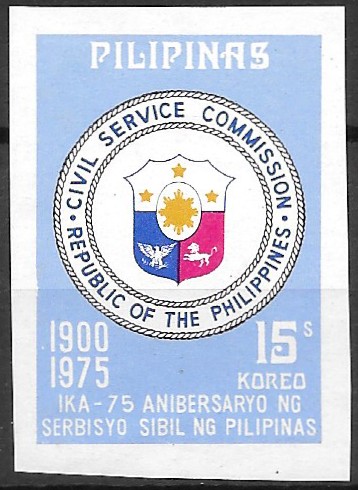 PILIPINAS
· CIVIL SERVICE COMMISSION ·
REPUBLIC OF THE PHILIPPINES
1900
1975
15s
KOREO
IKA-75 ANIBERSARYO NG
SERBISYO SIBIL NG PILIPINAS